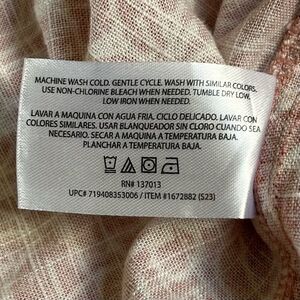 MACHINE WASH COLD. GENTLE CYCLE. WASH WITH SIMILAR COLORS.
USE NON-CHLORINE BLEACH WHEN NEEDED. TUMBLE DRY LOW.
LOW IRON WHEN NEEDED.
LAVAR A MAQUINA CON AGUA FRIA. CICLO DELICADO. LAVAR CON
COLORES SIMILARES. USAR BLANQUEADOR SIN CLORO CUANDO SEA
NECESARIO. SECAR A MAQUINA A TEMPERATURA BAJA.
PLANCHAR A TEMPERATURA BAJA.
RN# 137013
UPC# 719408353006 / ITEM #1672882 (S23)